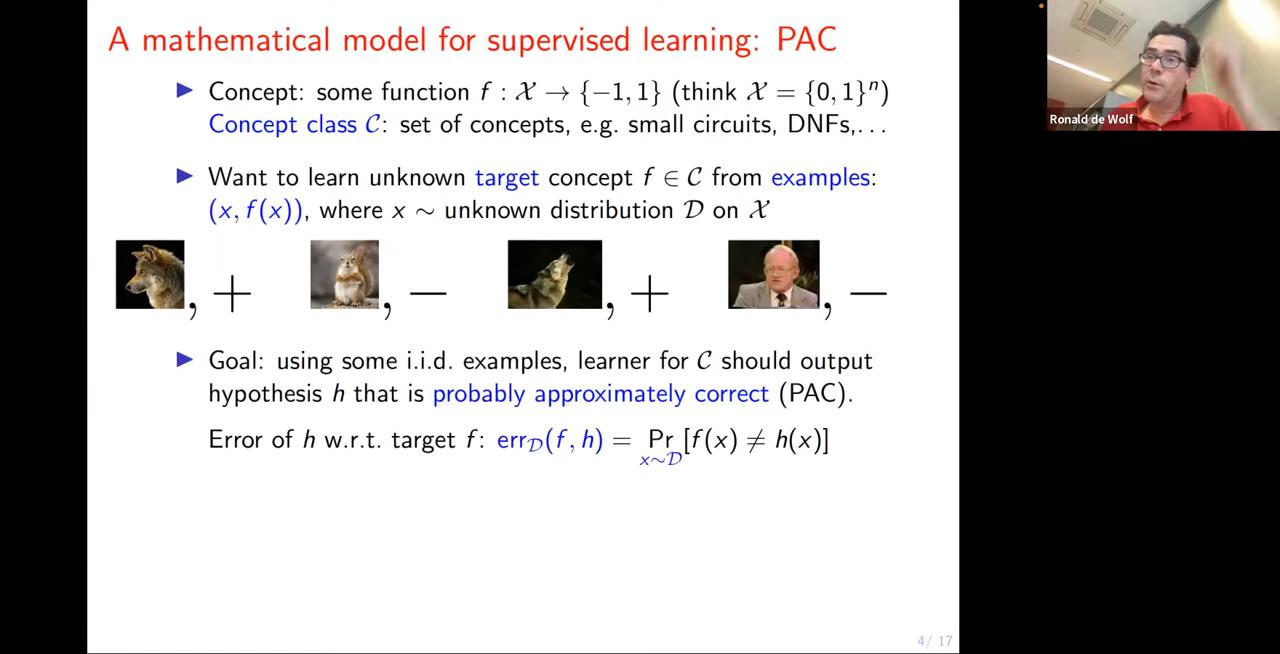 A mathematical model for supervised learning: PAC
Concept: some function f : 𝒳 → {−1, 1} (think 𝒳 = {0, 1}ⁿ)
Concept class 𝒞: set of concepts, e.g. small circuits, DNFs,...
Want to learn unknown target concept f ∈ 𝒞 from examples:
(x, f(x)), where x ∼ unknown distribution 𝒟 on 𝒳
, + , − , + , −
Goal: using some i.i.d. examples, learner for 𝒞 should output
hypothesis h that is probably approximately correct (PAC).
Error of h w.r.t. target f: err_𝒟(f, h) = Pr_{x∼𝒟}[f(x) ≠ h(x)]
4/ 17
Ronald de Wolf